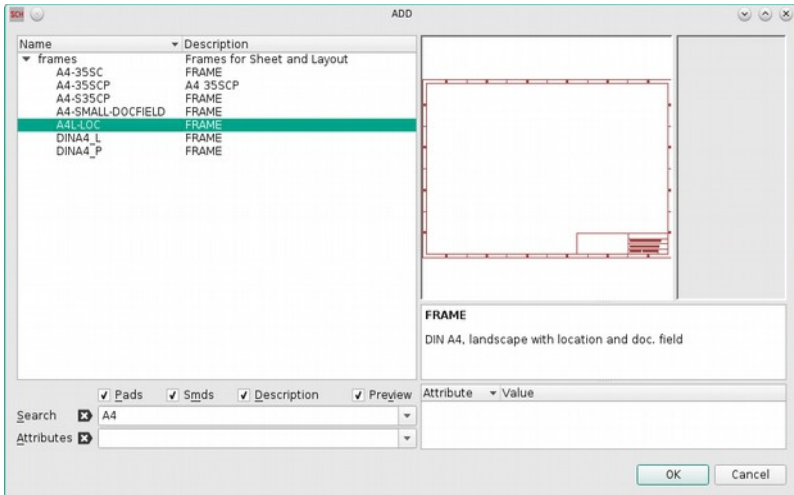 SCH
ADD
Name Description
frames Frames for Sheet and Layout
A4-35SC FRAME
A4-35SCP A4 35SCP
A4-S35CP FRAME
A4-SMALL-DOCFIELD FRAME
A4L-LOC FRAME
DINA4_L FRAME
DINA4_P FRAME
FRAME
DIN A4, landscape with location and doc. field
Pads Smds Description Preview
Attribute Value
Search A4
Attributes
OK Cancel